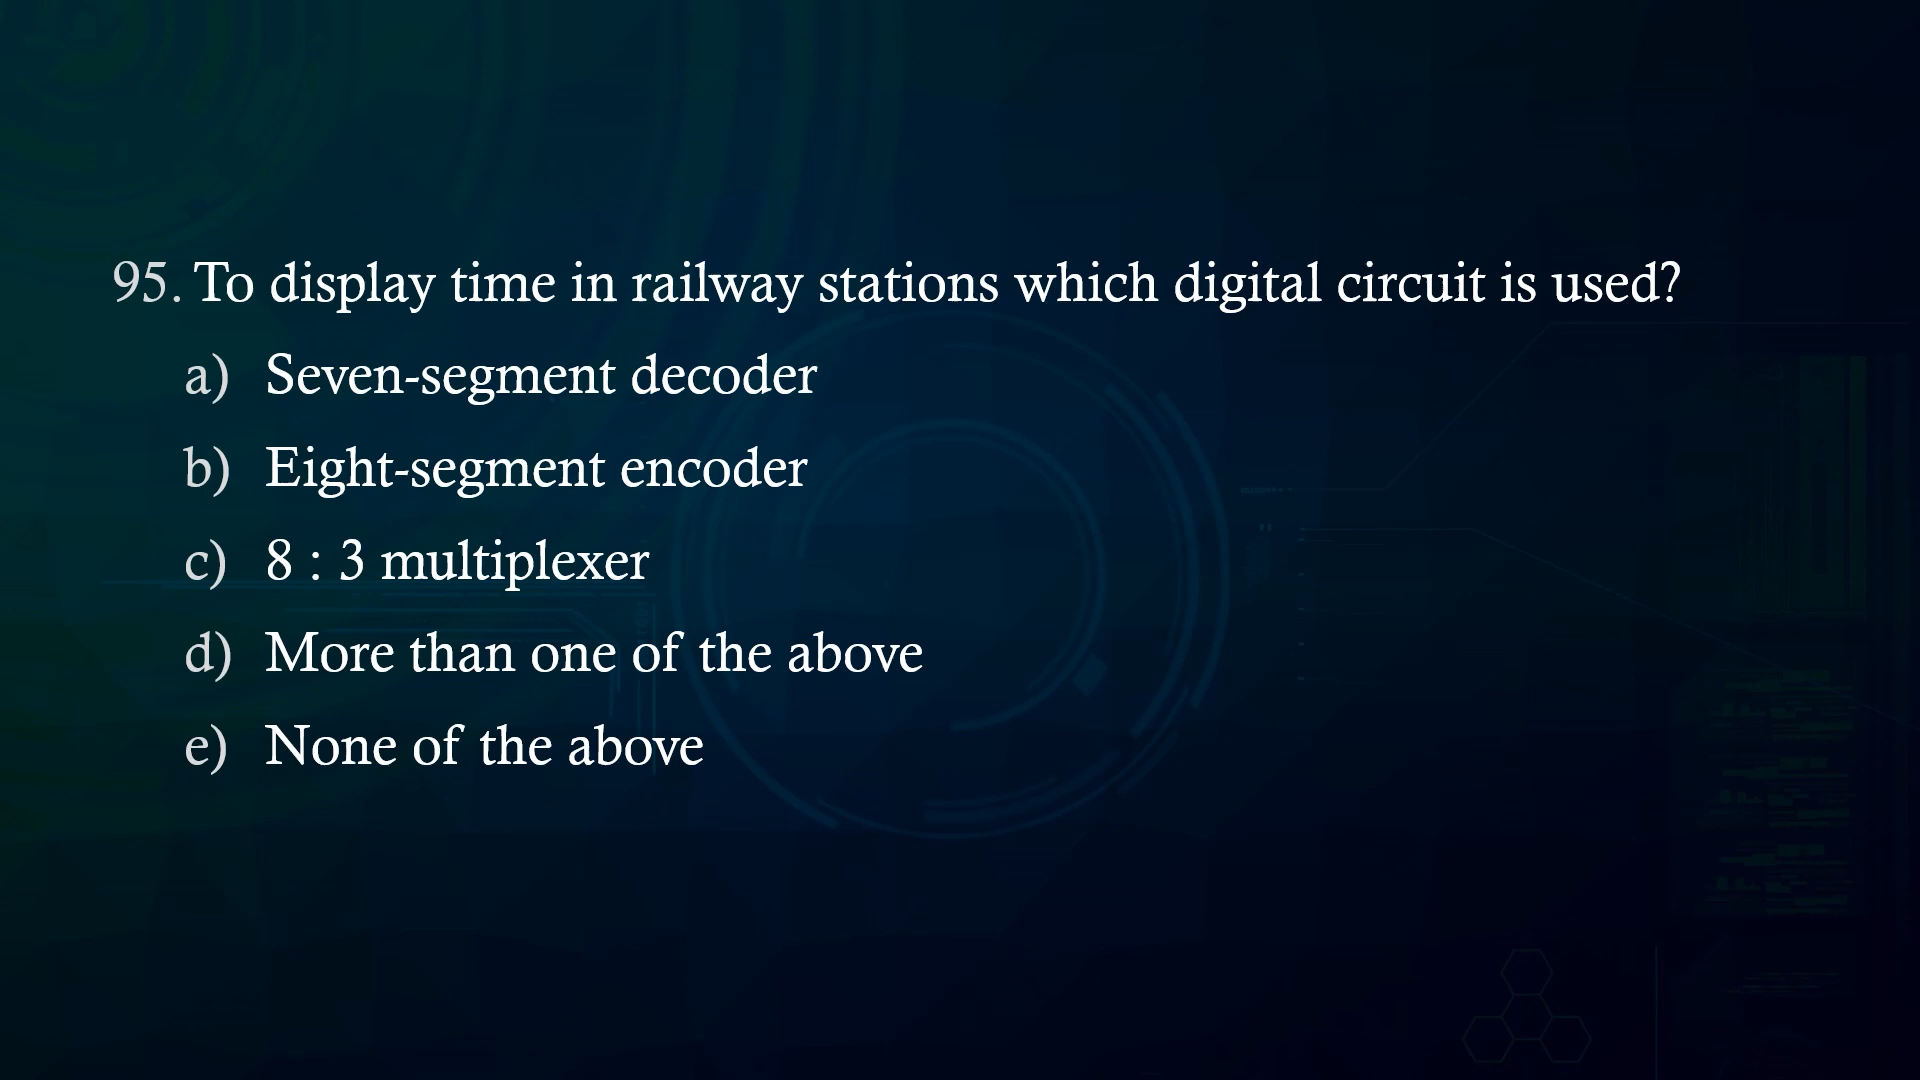 95. To display time in railway stations which digital circuit is used?
a) Seven-segment decoder
b) Eight-segment encoder
c) 8 : 3 multiplexer
d) More than one of the above
e) None of the above